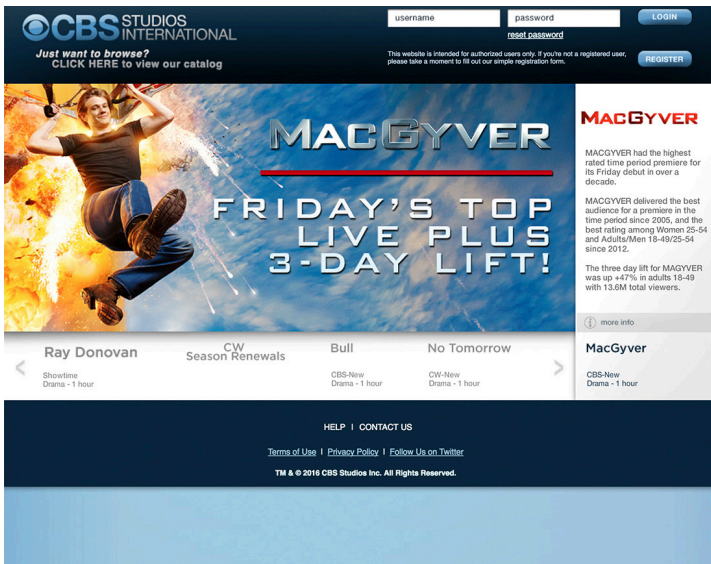 CBS STUDIOS
INTERNATIONAL
Just want to browse?
CLICK HERE to view our catalog
username
password
LOGIN
reset password
This website is intended for authorized users only. If you're not a registered user,
please take a moment to fill out our simple registration form.
REGISTER
MACGYVER
FRIDAY'S TOP
LIVE PLUS
3-DAY LIFT!
MACGYVER
MACGYVER had the highest
rated time period premiere for
its Friday debut in over a
decade.
MACGYVER delivered the best
audience for a premiere in the
time period since 2005, and the
best rating among Women 25-54
and Adults/Men 18-49/25-54
since 2012.
The three day lift for MAGYVER
was up +47% in adults 18-49
with 13.6M total viewers.
more info
Ray Donovan
Showtime
Drama - 1 hour
CW
Season Renewals
Bull
CBS-New
Drama - 1 hour
No Tomorrow
CW-New
Drama - 1 hour
MacGyver
CBS-New
Drama - 1 hour
HELP | CONTACT US
Terms of Use | Privacy Policy | Follow Us on Twitter
TM & © 2016 CBS Studios Inc. All Rights Reserved.